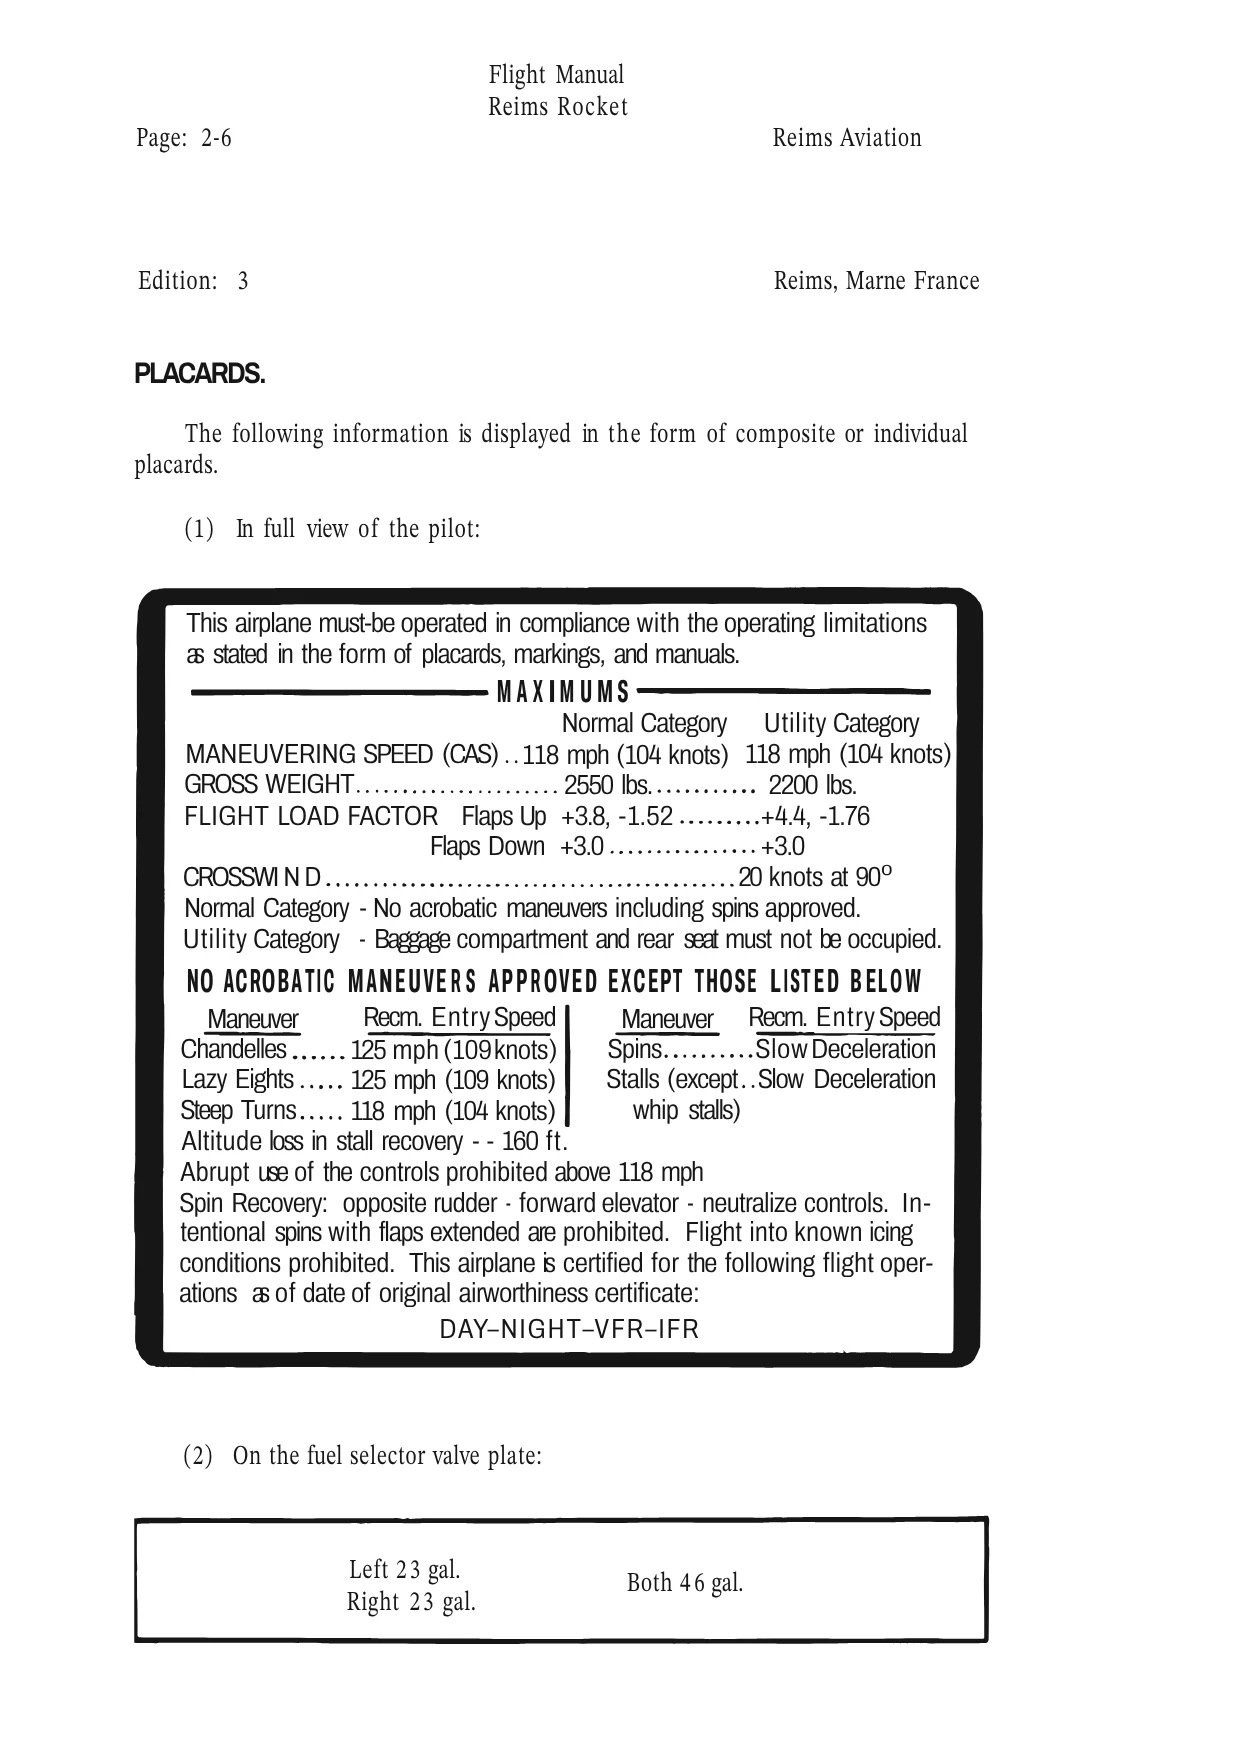 Flight Manual
Reims Rocket
Page: 2-6 Reims Aviation
Edition: 3 Reims, Marne France
PLACARDS.
The following information is displayed in the form of composite or individual
placards.
(1) In full view of the pilot:
This airplane must-be operated in compliance with the operating limitations
as stated in the form of placards, markings, and manuals.
MAXIMUMS
Normal Category Utility Category
MANEUVERING SPEED (CAS) ..118 mph (104 knots) 118 mph (104 knots)
GROSS WEIGHT...................... 2550 lbs............ 2200 lbs.
FLIGHT LOAD FACTOR Flaps Up +3.8, -1.52 .........+4.4, -1.76
Flaps Down +3.0 ................ +3.0
CROSSWIND............................................20 knots at 90°
Normal Category - No acrobatic maneuvers including spins approved.
Utility Category - Baggage compartment and rear seat must not be occupied.
NO ACROBATIC MANEUVERS APPROVED EXCEPT THOSE LISTED BELOW
Maneuver Recm. Entry Speed Maneuver Recm. Entry Speed
Chandelles ...... 125 mph (109 knots) Spins..........Slow Deceleration
Lazy Eights ..... 125 mph (109 knots) Stalls (except..Slow Deceleration
Steep Turns..... 118 mph (104 knots) whip stalls)
Altitude loss in stall recovery - - 160 ft.
Abrupt use of the controls prohibited above 118 mph
Spin Recovery: opposite rudder - forward elevator - neutralize controls. In-
tentional spins with flaps extended are prohibited. Flight into known icing
conditions prohibited. This airplane is certified for the following flight oper-
ations as of date of original airworthiness certificate:
DAY–NIGHT–VFR–IFR
(2) On the fuel selector valve plate:
Left 23 gal.
Both 46 gal.
Right 23 gal.